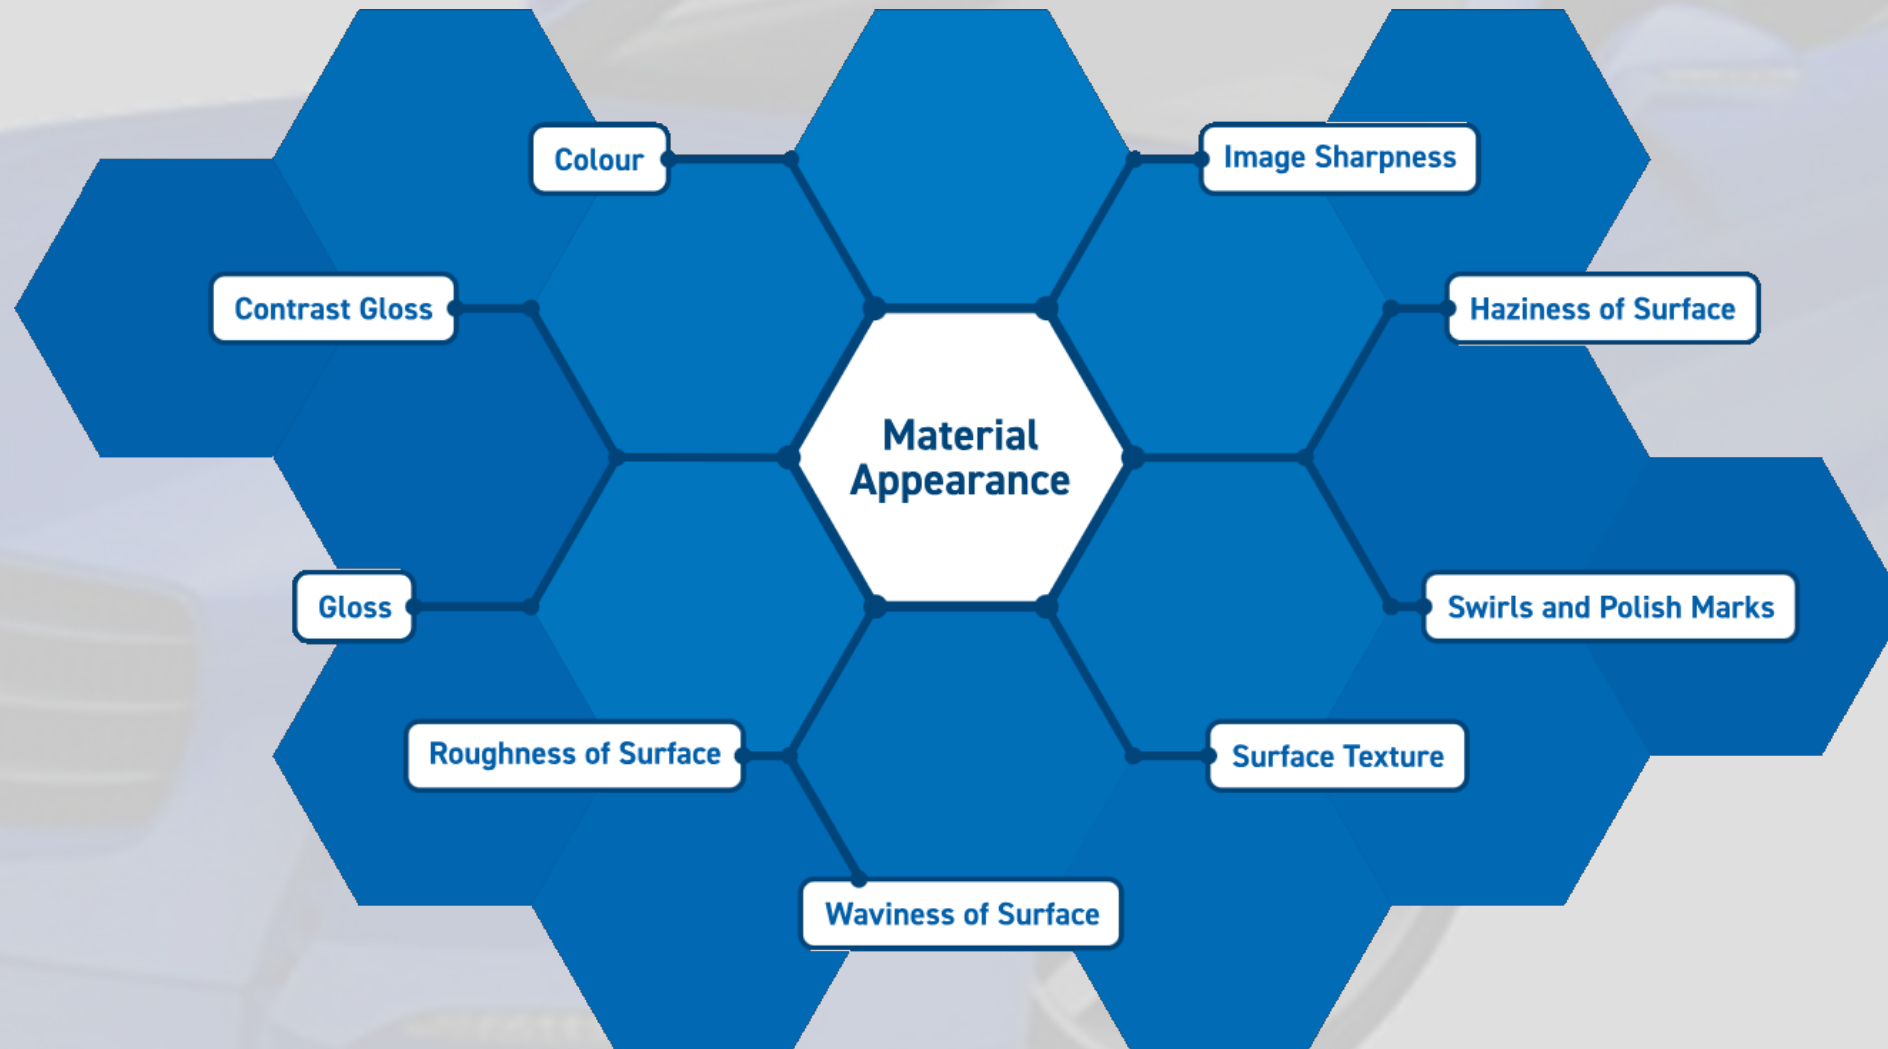 Colour
Image Sharpness
Contrast Gloss
Haziness of Surface
Material
Appearance
Gloss
Swirls and Polish Marks
Roughness of Surface
Surface Texture
Waviness of Surface